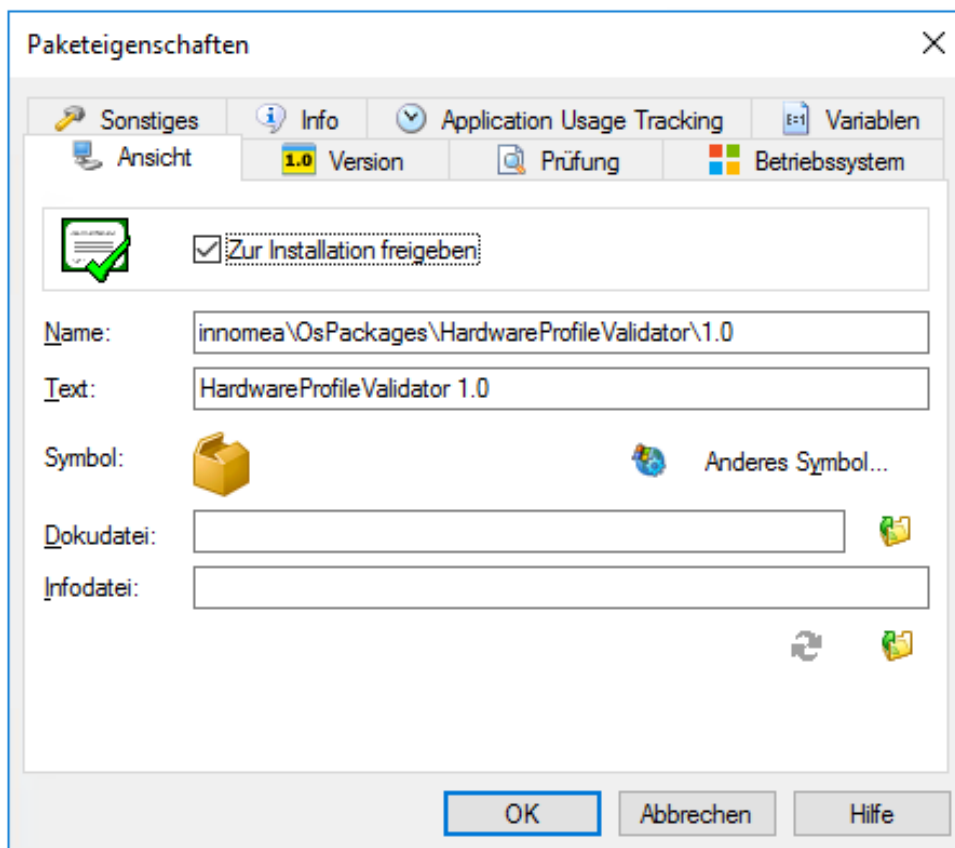 Paketeigenschaften
Sonstiges Info Application Usage Tracking E=1 Variablen
Ansicht 1.0 Version Prüfung Betriebssystem
Zur Installation freigeben
Name: innomea\OsPackages\HardwareProfileValidator\1.0
Text: HardwareProfileValidator 1.0
Symbol: Anderes Symbol...
Dokudatei:
Infodatei:
OK Abbrechen Hilfe